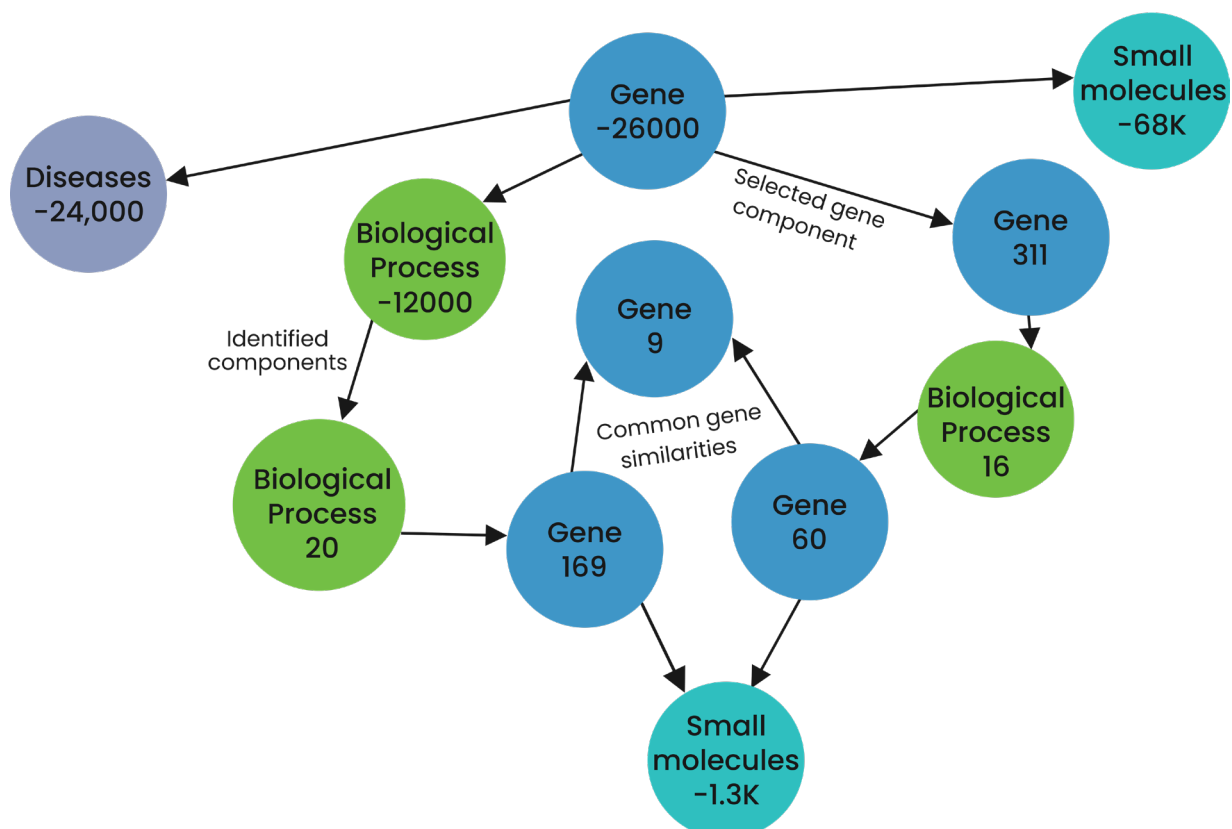 Gene
-26000
Small
molecules
-68K
Diseases
-24,000
Biological
Process
-12000
Selected gene
component
Gene
311
Gene
9
Identified
components
Common gene
similarities
Biological
Process
16
Biological
Process
20
Gene
169
Gene
60
Small
molecules
-1.3K